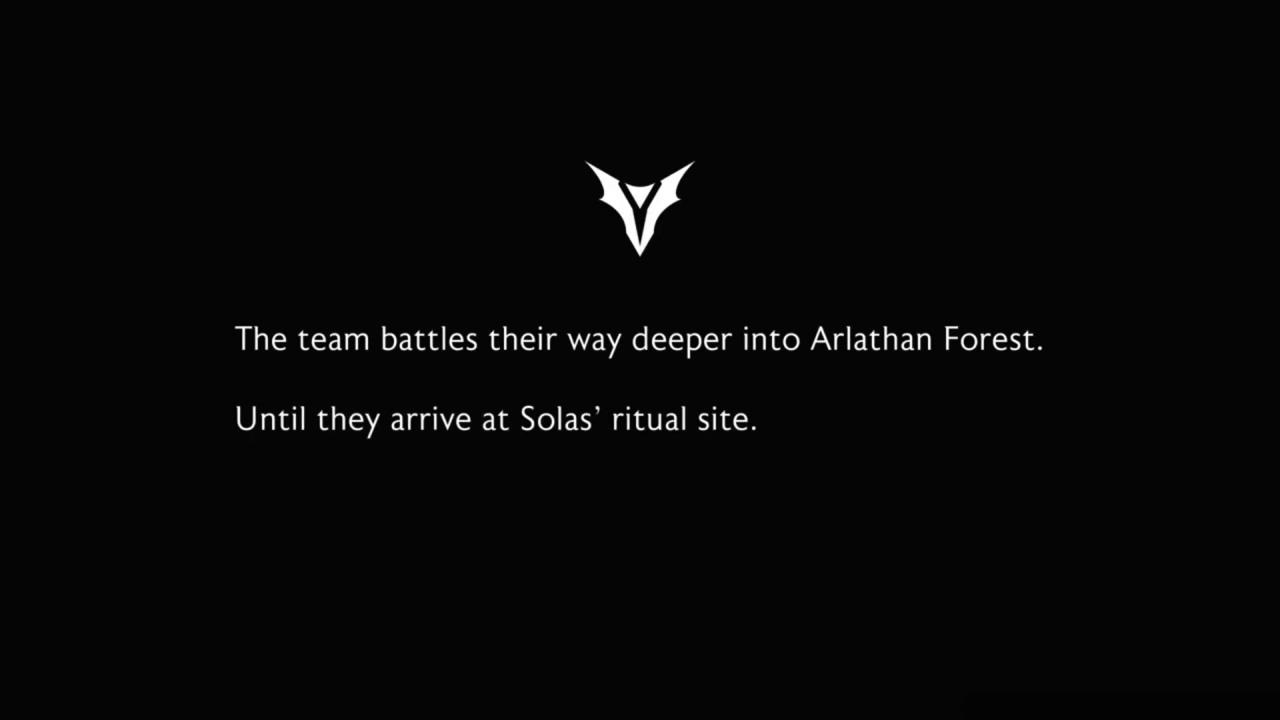 The team battles their way deeper into Arlathan Forest.
Until they arrive at Solas’ ritual site.